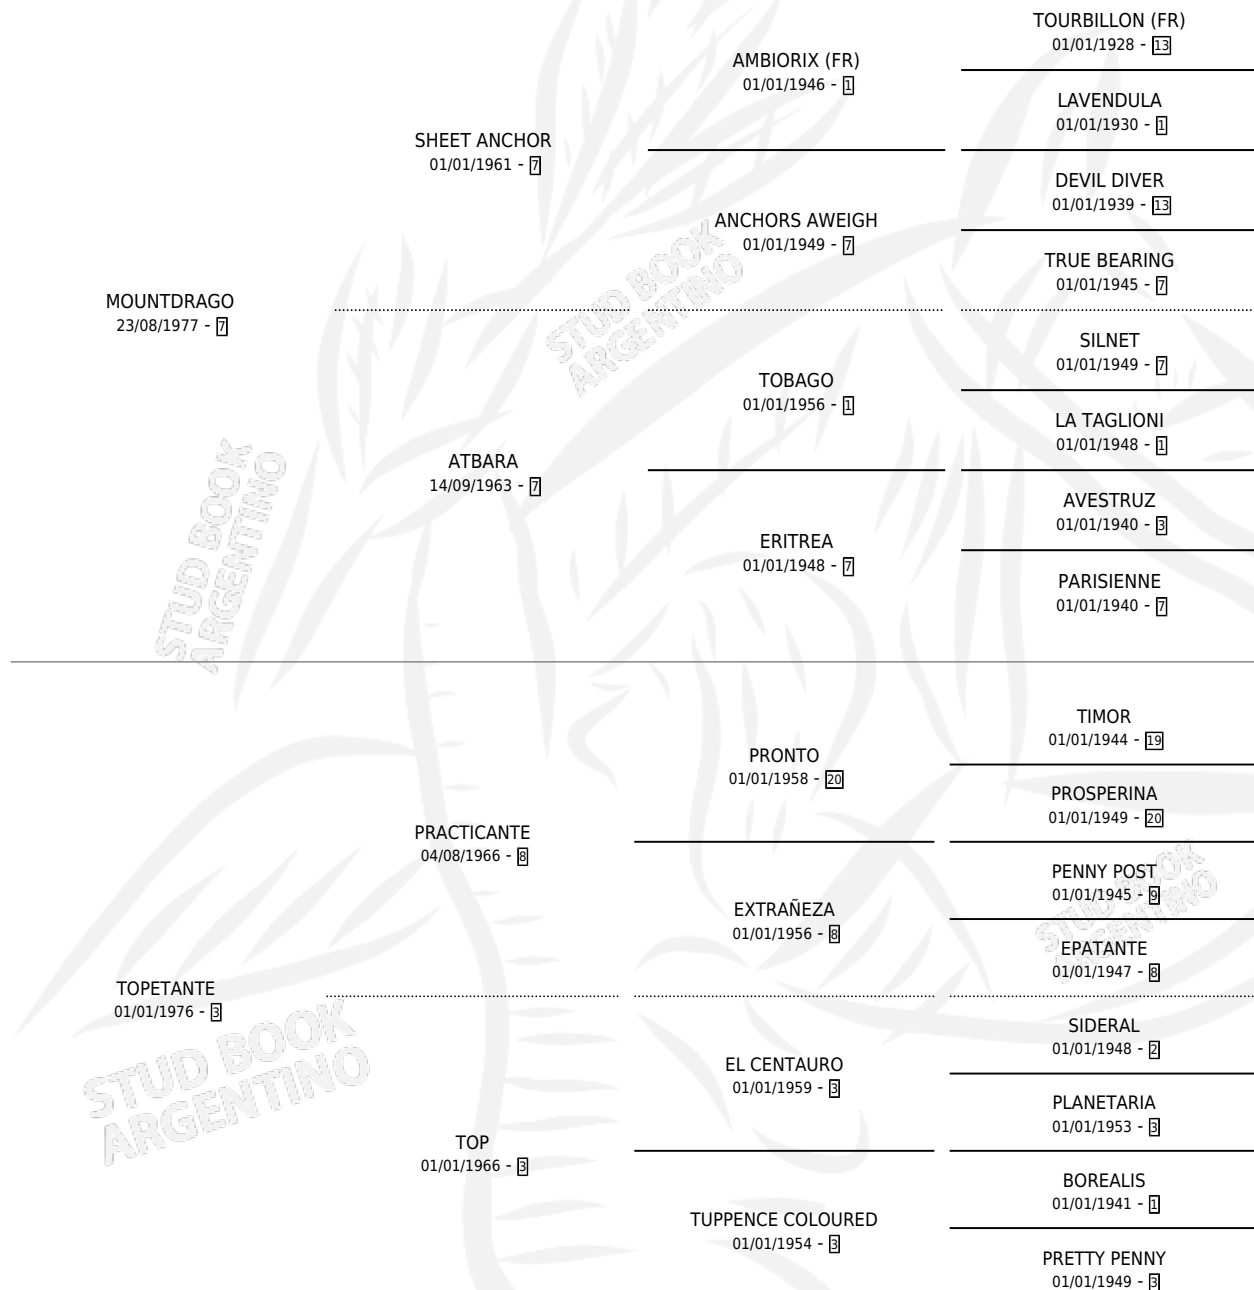 TOURBILLON (FR)
01/01/1928 - 13
AMBIORIX (FR)
01/01/1946 - 1
LAVENDULA
01/01/1930 - 1
SHEET ANCHOR
01/01/1961 - 7
DEVIL DIVER
01/01/1939 - 13
ANCHORS AWEIGH
01/01/1949 - 7
TRUE BEARING
01/01/1945 - 7
MOUNTDRAGO
23/08/1977 - 7
SILNET
01/01/1949 - 7
TOBAGO
01/01/1956 - 1
LA TAGLIONI
01/01/1948 - 1
ATBARA
14/09/1963 - 7
AVESTRUZ
01/01/1940 - 3
ERITREA
01/01/1948 - 7
PARISIENNE
01/01/1940 - 7
STUD BOOK
ARGENTINO
STUD BOOK
ARGENTINO
TIMOR
01/01/1944 - 19
PRONTO
01/01/1958 - 20
PROSPERINA
01/01/1949 - 20
PRACTICANTE
04/08/1966 - 8
PENNY POST
01/01/1945 - 9
EXTRAÑEZA
01/01/1956 - 8
EPATANTE
01/01/1947 - 8
TOPETANTE
01/01/1976 - 3
SIDERAL
01/01/1948 - 2
EL CENTAURO
01/01/1959 - 3
PLANETARIA
01/01/1953 - 3
TOP
01/01/1966 - 3
BOREALIS
01/01/1941 - 1
TUPPENCE COLOURED
01/01/1954 - 3
PRETTY PENNY
01/01/1949 - 3
STUD BOOK
ARGENTINO
STUD BOOK
ARGENTINO